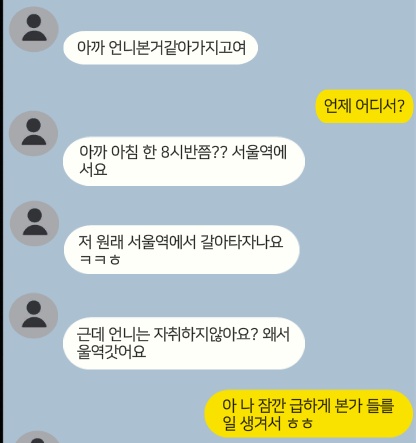 아까 언니본거같아가지고여
언제 어디서?
아까 아침 한 8시반쯤?? 서울역에
서요
저 원래 서울역에서 갈아타자나요
ㅋㅋㅎ
근데 언니는 자취하지않아요? 왜서
울역갓어요
아 나 잠깐 급하게 본가 들를
일 생겨서 ㅎㅎ